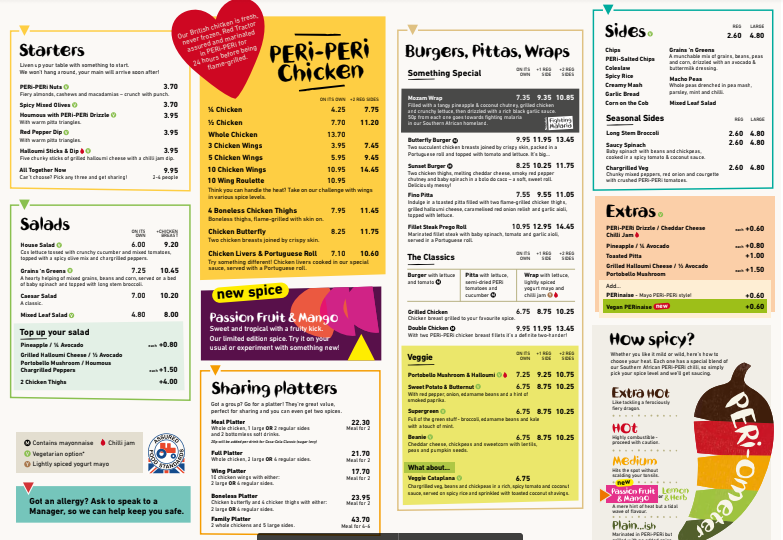 Starters
Liven up your table with something to start.
We won't hang around, your main will arrive soon after!
PERi-PERi Nuts 3.70
Fiery almonds, cashews and macadamias – crunch with punch.
Spicy Mixed Olives 3.70
Houmous with PERi-PERi Drizzle 3.95
With warm pitta triangles.
Red Pepper Dip 3.95
With warm pitta triangles.
Halloumi Sticks & Dip 3.95
Five chunky sticks of grilled halloumi cheese with a chilli jam dip.
All Together Now 9.95
Can't choose? Pick any three and get sharing! 2-4 people
Salads
ON ITS OWN +CHICKEN BREAST
House Salad 6.00 9.20
Cos lettuce tossed with crunchy cucumber and mixed tomatoes,
topped with a spicy olive mix and chargrilled peppers.
Grains 'n Greens 7.25 10.45
A hearty helping of mixed grains, beans and corn, served on a bed
of baby spinach and topped with long stem broccoli.
Caesar Salad 7.00 10.20
A classic.
Mixed Leaf Salad 4.80 8.00
Top up your salad
Pineapple / ½ Avocado each +0.80
Grilled Halloumi Cheese / Chicken Livers
Portobello Mushroom / Houmous
Chargrilled Peppers each +1.50
2 Chicken Thighs +4.00
M Contains mayonnaise Chilli jam
V Vegetarian option*
Y Lightly spiced yogurt mayo
ASSURED FOOD STANDARDS
Got an allergy? Ask to speak to a
Manager, so we can help keep you safe.
Our British chicken is fresh,
never frozen, Red Tractor
assured and marinated
in PERi-PERi for
24 hours before being
flame-grilled.
PERi-PERi
Chicken
ON ITS OWN +2 REG SIDES
¼ Chicken 4.25 7.75
½ Chicken 7.70 11.20
Whole Chicken 13.70
3 Chicken Wings 3.95 7.45
5 Chicken Wings 5.95 9.45
10 Chicken Wings 10.95 14.45
10 Wing Roulette 10.95
Think you can handle the heat? Take on our challenge with wings
in various spice levels.
4 Boneless Chicken Thighs 7.95 11.45
Boneless thighs, flame-grilled with skin on.
Chicken Butterfly 8.25 11.75
Two chicken breasts joined by crispy skin.
Chicken Livers & Portuguese Roll 7.10 10.60
Try something different! Chicken livers cooked in our special
sauce, served with a Portuguese roll.
new spice
Passion Fruit & Mango
Sweet and tropical with a fruity kick.
Our limited edition spice. Try it on your
usual or experiment with something new!
Sharing platters
Got a group? Go for a platter! They're great value,
perfect for sharing and you can even get two spices.
Meal Platter 22.30
Whole chicken, 1 large OR 2 regular sides Meal for 2
and 2 bottomless soft drinks.
Full Platter 21.70
Whole chicken, 2 large OR 4 regular sides. Meal for 2
Wing Platter 17.70
10 chicken wings with either: Meal for 2
2 large OR 4 regular sides.
Boneless Platter 23.95
Chicken butterfly and 4 chicken thighs with either: Meal for 2
2 large OR 4 regular sides.
Family Platter 43.70
2 whole chickens and 5 large sides. Meal for 4-6
Burgers, Pittas, Wraps
Something Special
ON ITS OWN +1 REG SIDE +2 REG SIDES
Mozam Wrap 7.35 9.35 10.85
Filled with tangy pineapple & coconut chutney, grilled chicken
and crunchy lettuce, then drizzled with a rich black garlic sauce.
50p from each one goes towards fighting malaria
in our Southern African homeland.
Fighting Malaria
Butterfly Burger 9.95 11.95 13.45
Two succulent chicken breasts joined by crispy skin, packed in a
Portuguese roll and topped with tomato and lettuce. It's big...
Sunset Burger 8.25 10.25 11.75
Two chicken thighs, melting cheddar cheese, smoky red pepper
chutney and baby spinach in a bolo do caco – a soft, sweet roll.
Deliciously messy!
Fino Pitta 7.55 9.55 11.05
Indulge in a toasted pitta filled with two flame-grilled chicken thighs,
grilled halloumi cheese, caramelised red onion relish and garlic aioli,
topped with lettuce.
Fillet Steak Prego Roll 10.95 12.95 14.45
Marinated fillet steak with baby spinach, tomato and garlic aioli,
served in a Portuguese roll.
The Classics
ON ITS OWN +1 REG SIDE +2 REG SIDES
Burger with lettuce and tomato
Pitta with lettuce, semi-dried PERi tomatoes and cucumber
Wrap with lettuce, lightly spiced yogurt mayo and chilli jam
Grilled Chicken 6.75 8.75 10.25
Chicken breast grilled to your favourite spice.
Double Chicken 9.95 11.95 13.45
With two PERi-PERi chicken breast fillets it's a definite two-hander!
Veggie
ON ITS OWN +1 REG SIDE +2 REG SIDES
Portobello Mushroom & Halloumi 7.25 9.25 10.75
Sweet Potato & Butternut 6.75 8.75 10.25
With red pepper, onion, edamame beans and a hint of
smoked paprika.
Supergreen 6.75 8.75 10.25
Full of the green stuff - broccoli, edamame beans and kale
with a touch of mint.
Beanie 6.75 8.75 10.25
Cheddar cheese, chickpeas and sweetcorn with lentils,
peas and pumpkin seeds.
What about...
Veggie Cataplana 6.75
Chargrilled veg, beans and chickpeas in a rich, spicy tomato and coconut
sauce, served on spicy rice and sprinkled with toasted coconut shavings.
Sides
REG LARGE
2.60 4.80
Chips
PERi-Salted Chips
Coleslaw
Spicy Rice
Creamy Mash
Garlic Bread
Corn on the Cob
Grains 'n Greens
A munchable mix of grains, beans, peas
and corn, drizzled with an avocado &
buttermilk dressing.
Macho Peas
Whole peas drenched in pea mash,
parsley, mint and chilli.
Mixed Leaf Salad
Seasonal Sides
REG LARGE
Long Stem Broccoli 2.60 4.80
Saucy Spinach 2.60 4.80
Baby spinach with beans and chickpeas,
cooked in a spicy tomato & coconut sauce.
Chargrilled Veg 2.60 4.80
Chunky mixed peppers, red onion and courgette
with crushed PERi-PERi tomatoes.
Extras
PERi-PERi Drizzle / Cheddar Cheese
Chilli Jam each +0.60
Pineapple / ½ Avocado each +0.80
Toasted Pitta +1.00
Grilled Halloumi Cheese / Chicken Livers
Portobello Mushroom each +1.50
Add...
PERinaise - Mayo PERi-PERi style! +0.60
Vegan PERinaise new +0.60
How spicy?
Whether you like it mild or wild, here's how to
choose your heat. Each one has a special blend of
our Southern African PERi-PERi chilli, so simply
pick your spice level and we'll get saucing.
Extra Hot
Like tackling a ferociously
fiery dragon.
Hot
Highly combustible -
proceed with caution.
Medium
Hits the spot without
scalding your tonsils.
new
Passion Fruit
& Mango
Lemon
& Herb
A mere hint of heat but a tidal
wave of flavour.
Plain...ish
PERi-ometer